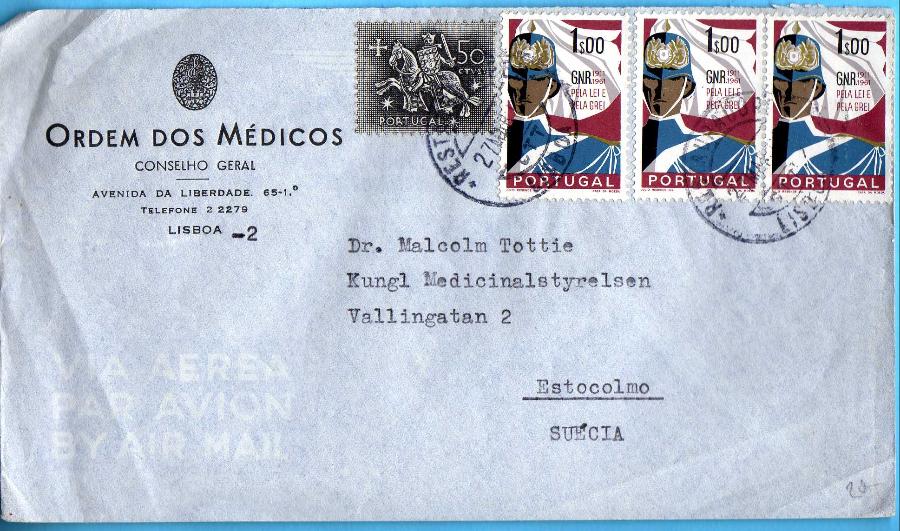 ORDEM DOS MÉDICOS
CONSELHO GERAL
AVENIDA DA LIBERDADE. 65-1.º
TELEFONE 2 2279
LISBOA -2
50
PORTUGAL
1$00
GNR 1911 1961
PELA LEI E
PELA GREI
PORTUGAL
1$00
GNR 1911 1961
PELA LEI E
PELA GREI
PORTUGAL
1$00
GNR 1911 1961
PELA LEI E
PELA GREI
PORTUGAL
Dr. Malcolm Tottie
Kungl Medicinalstyrelsen
Vallingatan 2
Estocolmo
SUÉCIA
VIA AEREA
PAR AVION
BY AIR MAIL